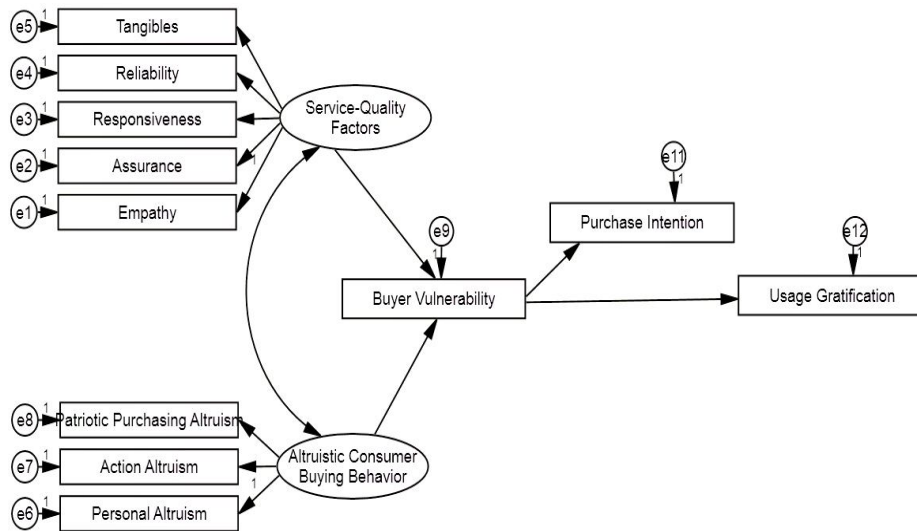 e5
1
Tangibles
e4
1
Reliability
e3
1
Responsiveness
e2
1
Assurance
1
e1
1
Empathy
Service-Quality
Factors
e11
1
Purchase Intention
e9
1
Buyer Vulnerability
e12
1
Usage Gratification
e8
1
Patriotic Purchasing Altruism
e7
1
Action Altruism
1
e6
1
Personal Altruism
Altruistic Consumer
Buying Behavior